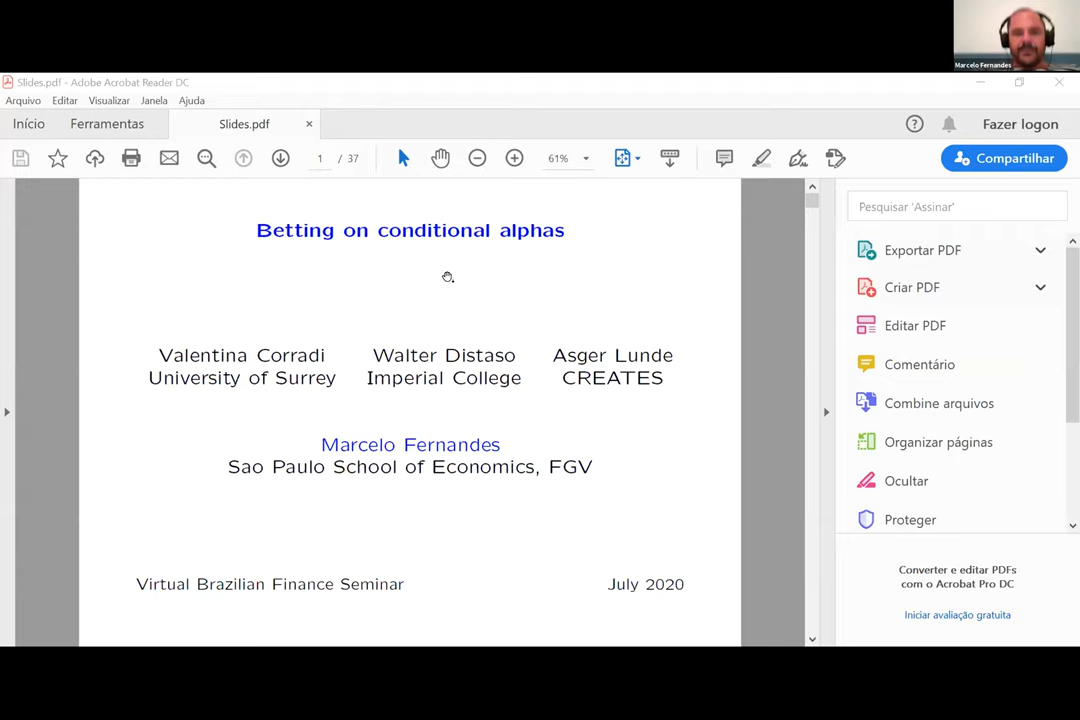 Marcelo Fernandes
Slides.pdf - Adobe Acrobat Reader DC
Arquivo Editar Visualizar Janela Ajuda
Início Ferramentas Slides.pdf × Fazer logon
1 / 37 61% Compartilhar
Betting on conditional alphas
Valentina Corradi Walter Distaso Asger Lunde
University of Surrey Imperial College CREATES
Marcelo Fernandes
Sao Paulo School of Economics, FGV
Virtual Brazilian Finance Seminar July 2020
Pesquisar 'Assinar'
Exportar PDF
Criar PDF
Editar PDF
Comentário
Combine arquivos
Organizar páginas
Ocultar
Proteger
Converter e editar PDFs
com o Acrobat Pro DC
Iniciar avaliação gratuita